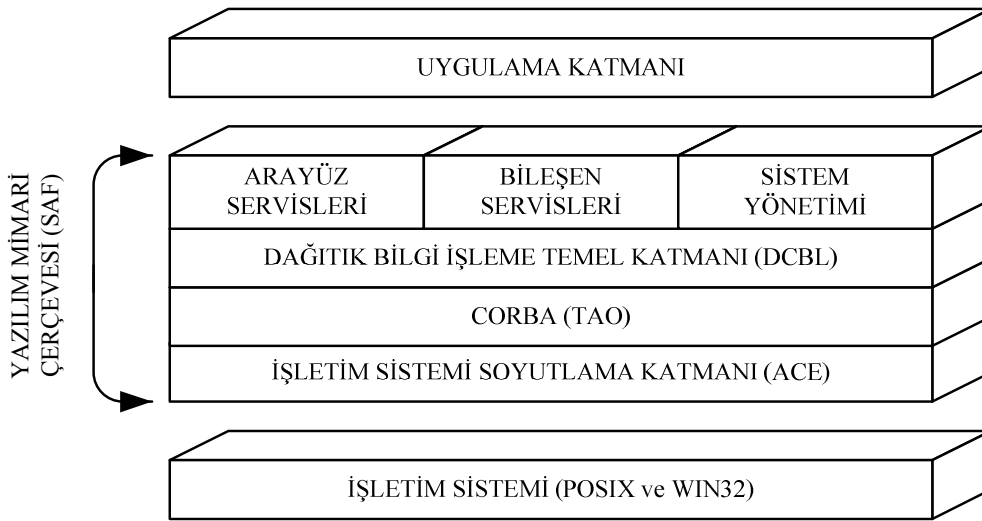 UYGULAMA KATMANI
YAZILIM MİMARİ
ÇERÇEVESİ (SAF)
ARAYÜZ
SERVİSLERİ
BİLEŞEN
SERVİSLERİ
SİSTEM
YÖNETİMİ
DAĞITIK BİLGİ İŞLEME TEMEL KATMANI (DCBL)
CORBA (TAO)
İŞLETİM SİSTEMİ SOYUTLAMA KATMANI (ACE)
İŞLETİM SİSTEMİ (POSIX ve WIN32)